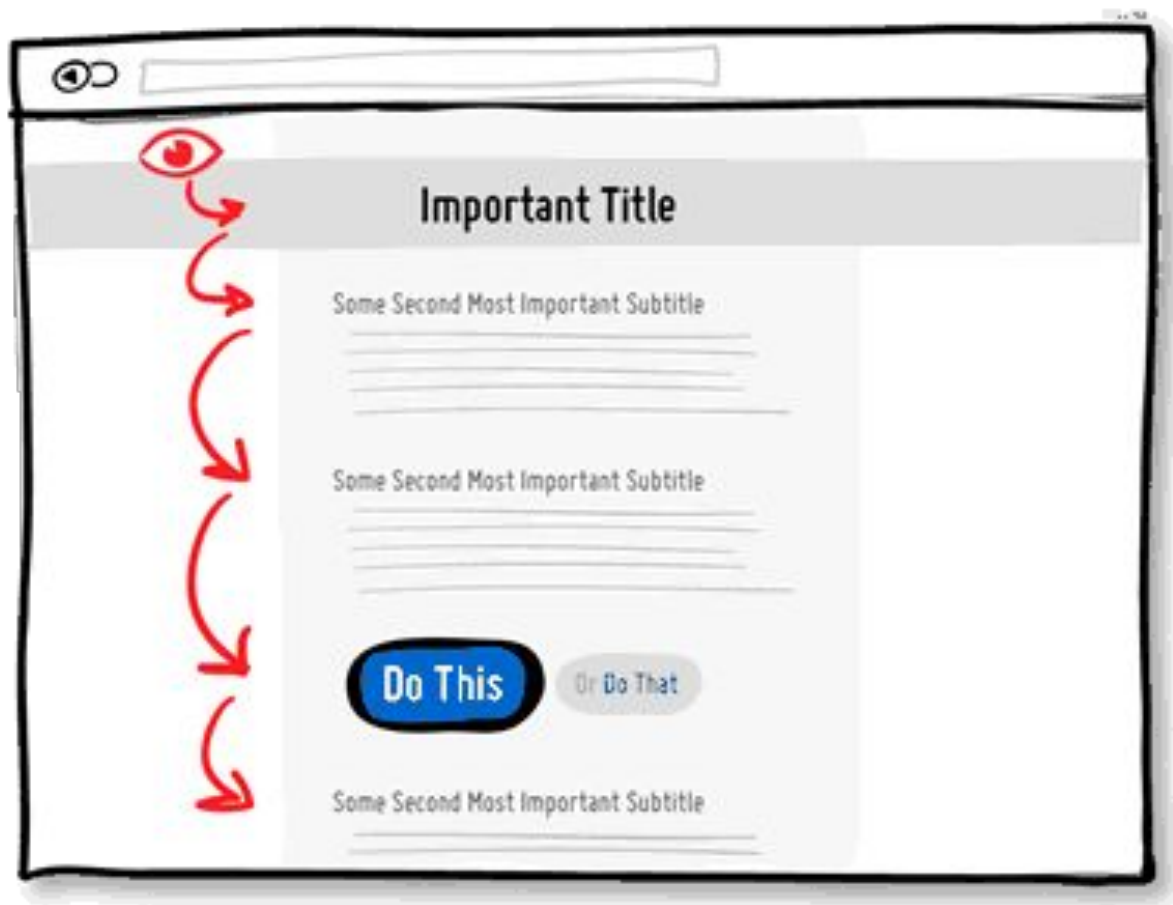 Important Title
Some Second Most Important Subtitle
Some Second Most Important Subtitle
Do This Or Do That
Some Second Most Important Subtitle